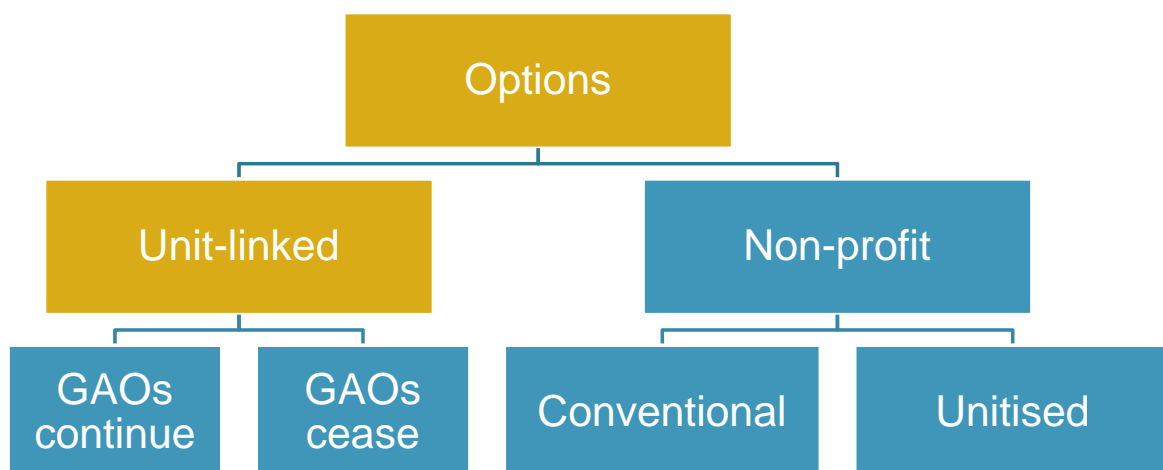 Options
Unit-linked
Non-profit
GAOs
continue
GAOs
cease
Conventional
Unitised